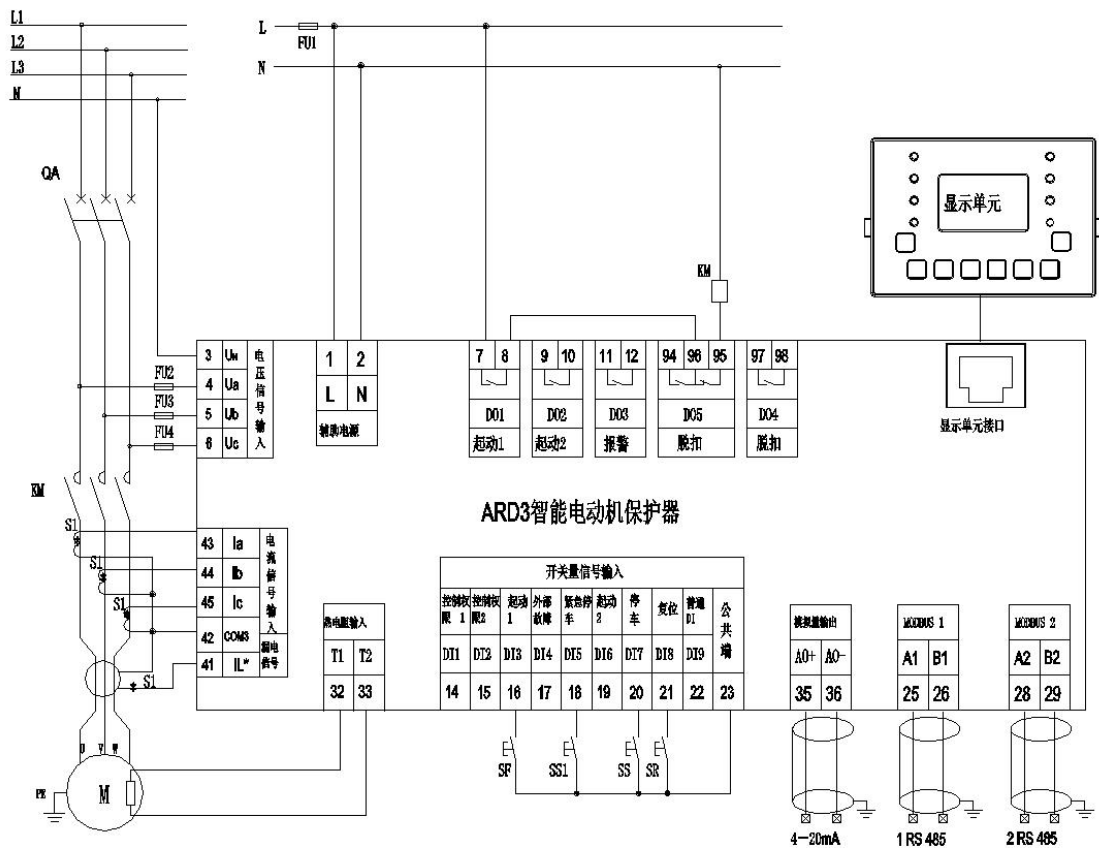 L1
L2
L3
N
L
FU1
N
QA
显示单元
KM
3 UN
4 Ua
5 Ub
6 Uc
电压信号输入
FU2
FU3
FU4
1 2
L N
辅助电源
7 8
DO1
起动1
9 10
DO2
起动2
11 12
DO3
报警
94 96 95
DO5
脱扣
97 98
DO4
脱扣
显示单元接口
KM
ARD3智能电动机保护器
S1
S1
S1
S1
43 Ia
44 Ib
45 Ic
42 COM3
41 IL*
电流信号输入
漏电信号
热电阻输入
T1 T2
32 33
开关量信号输入
控制权限 1 控制权限2 起动1 外部故障 紧急停车 起动2 停车 复位 普通DI 公共端
DI1 DI2 DI3 DI4 DI5 DI6 DI7 DI8 DI9
14 15 16 17 18 19 20 21 22 23
模拟量输出
AO+ AO-
35 36
MODBUS 1
A1 B1
25 26
MODBUS 2
A2 B2
28 29
U V W
M
PE
SF SS1 SS SR
4-20mA
1 RS 485
2 RS 485